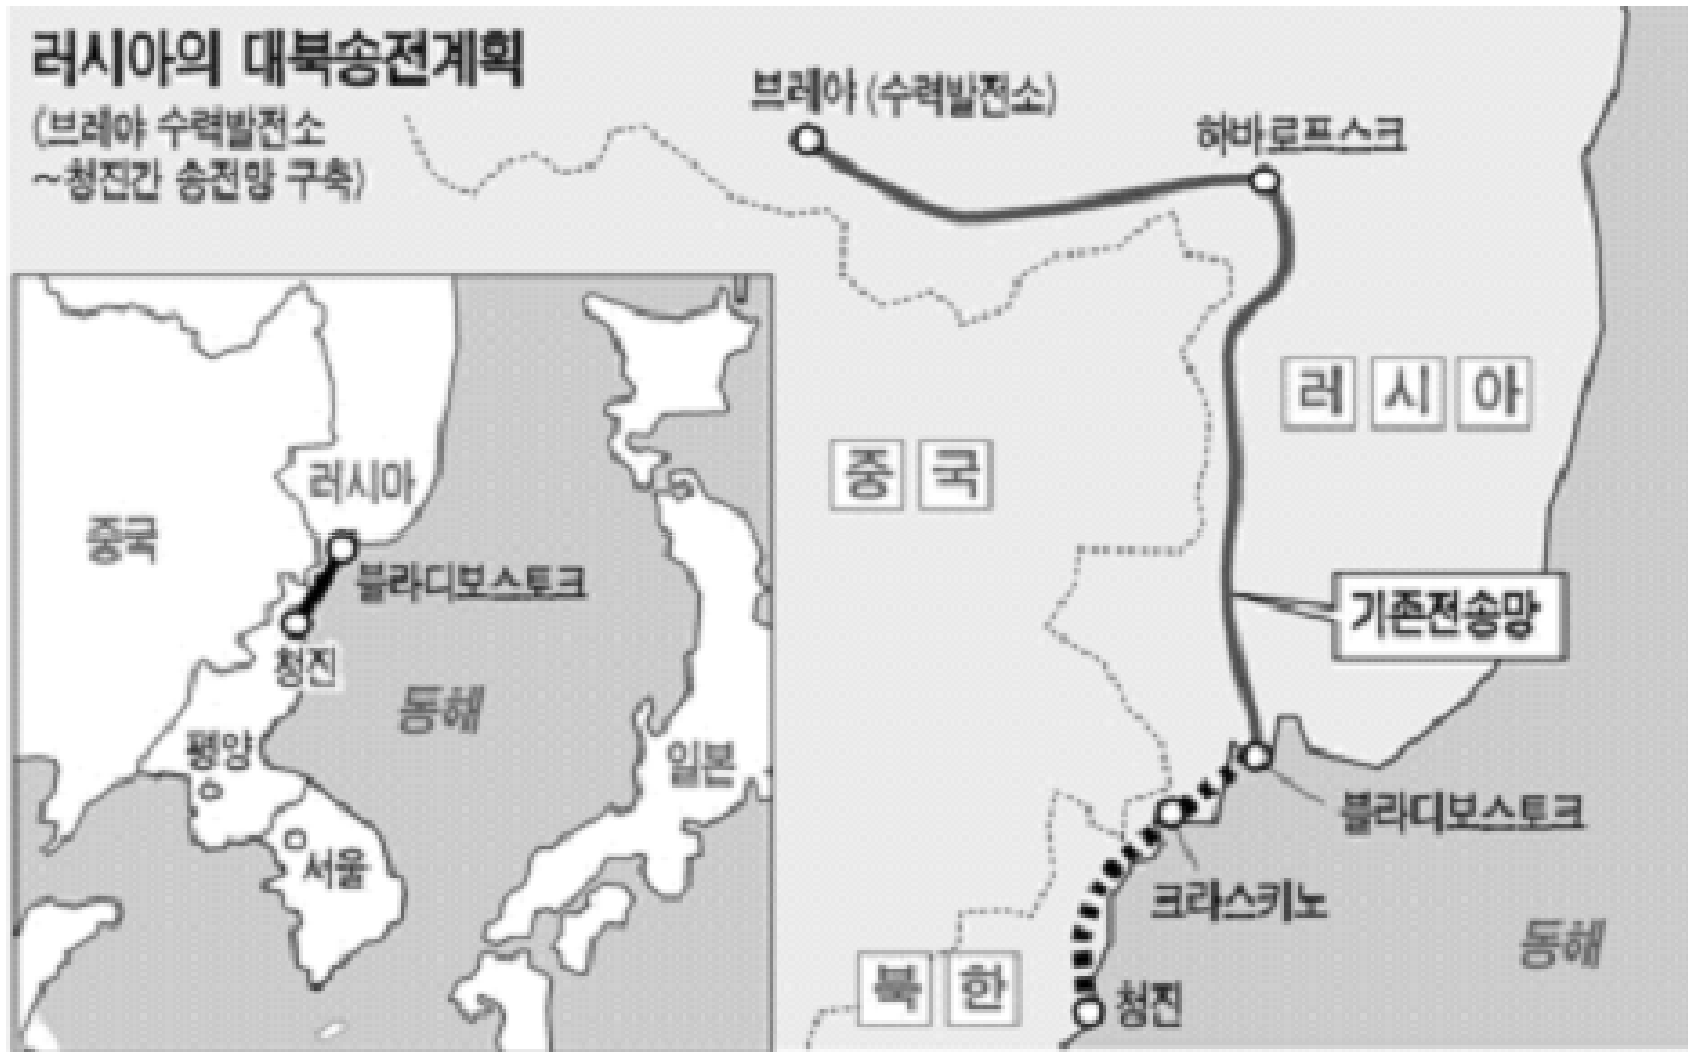 러시아의 대북송전계획
(브레야 수력발전소
~청진간 송전망 구축)
브레야 (수력발전소)
하바로프스크
러시아
중국
기존전송망
블라디보스토크
크라스키노
동해
북한
청진
러시아
중국
블라디보스토크
청진
동해
평양
일본
서울